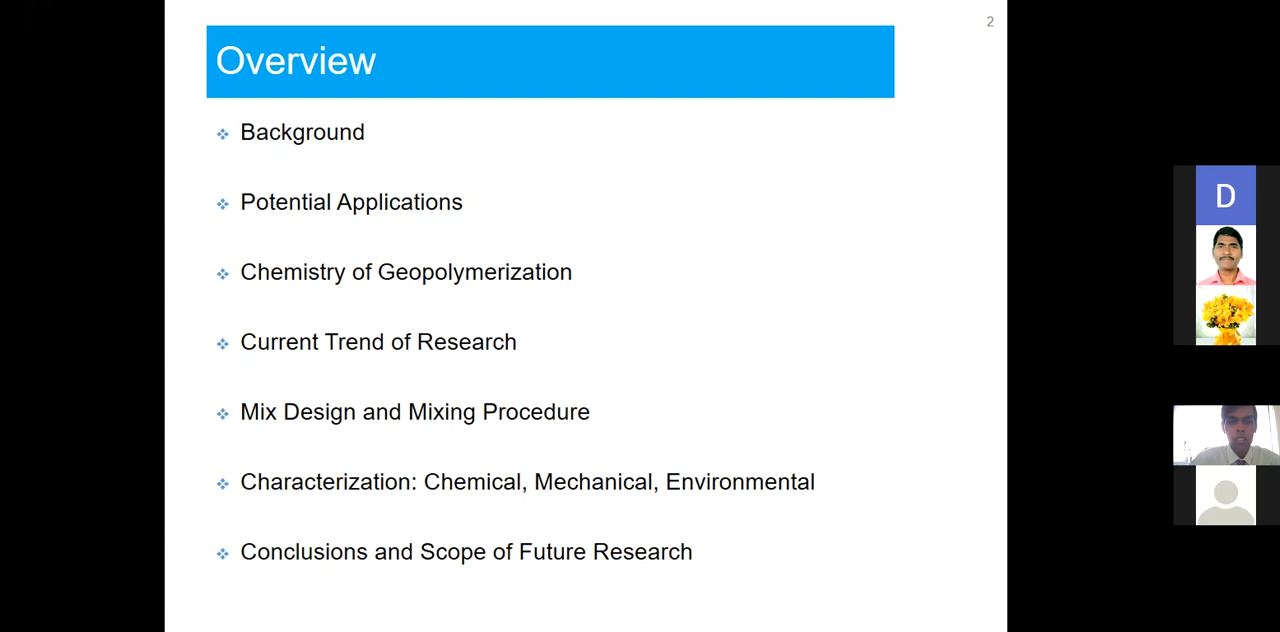 2
Overview
Background
Potential Applications
Chemistry of Geopolymerization
Current Trend of Research
Mix Design and Mixing Procedure
Characterization: Chemical, Mechanical, Environmental
Conclusions and Scope of Future Research
D